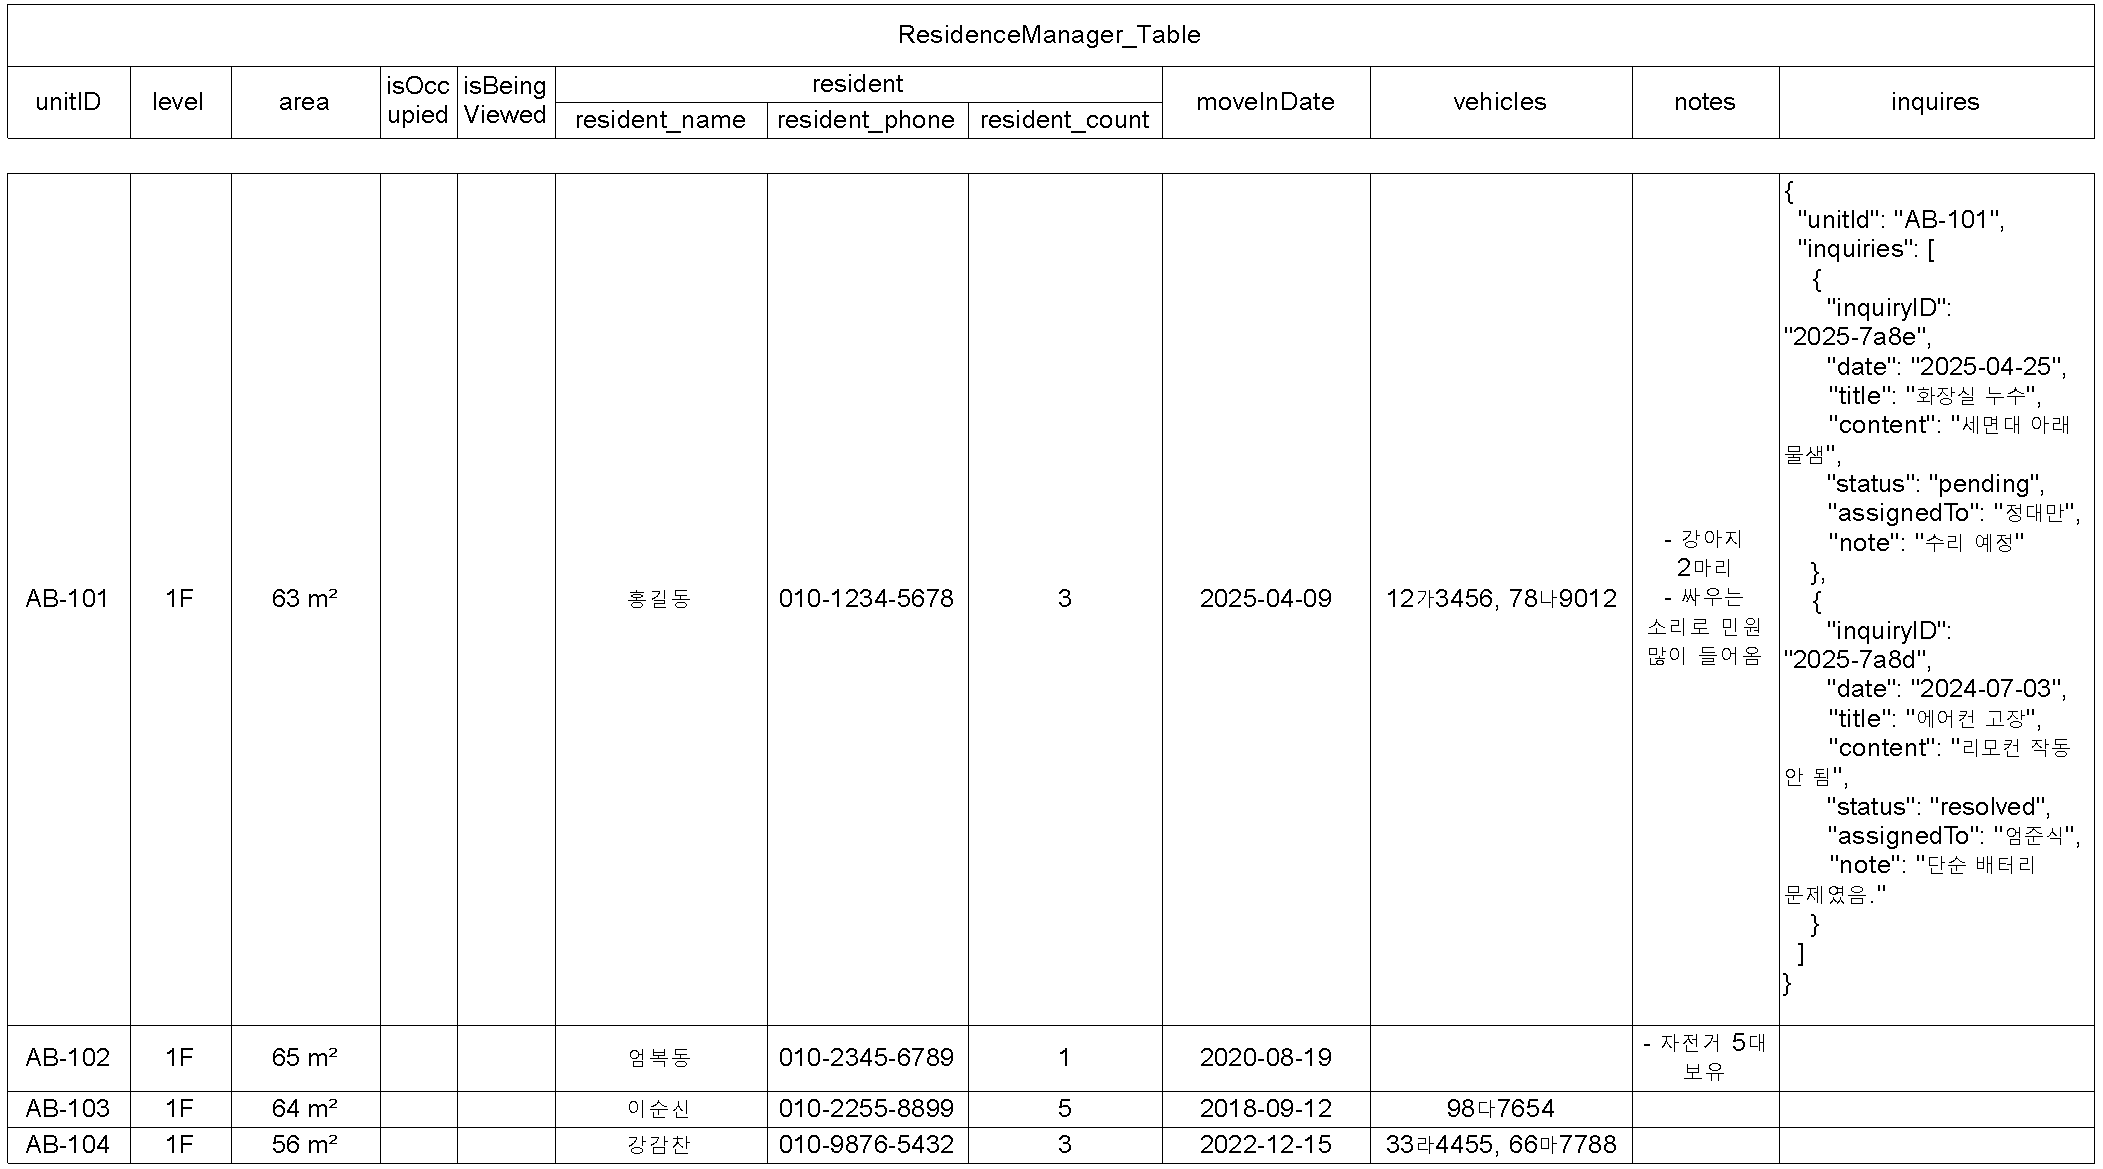 ResidenceManager_Table
unitID level area isOcc isBeing resident moveInDate vehicles notes inquires
upied Viewed resident_name resident_phone resident_count
{
"unitId": "AB-101",
"inquiries": [
{
"inquiryID":
"2025-7a8e",
"date": "2025-04-25",
"title": "화장실 누수",
"content": "세면대 아래
물샘",
"status": "pending",
"assignedTo": "정대만",
"note": "수리 예정"
},
{
"inquiryID":
"2025-7a8d",
"date": "2024-07-03",
"title": "에어컨 고장",
"content": "리모컨 작동
안 됨",
"status": "resolved",
"assignedTo": "엄준식",
"note": "단순 배터리
문제였음."
}
]
}
AB-101 1F 63 m² 홍길동 010-1234-5678 3 2025-04-09 12가3456, 78나9012
- 강아지
2마리
- 싸우는
소리로 민원
많이 들어옴
AB-102 1F 65 m² 엄복동 010-2345-6789 1 2020-08-19
- 자전거 5대
보유
AB-103 1F 64 m² 이순신 010-2255-8899 5 2018-09-12 98다7654
AB-104 1F 56 m² 강감찬 010-9876-5432 3 2022-12-15 33라4455, 66마7788